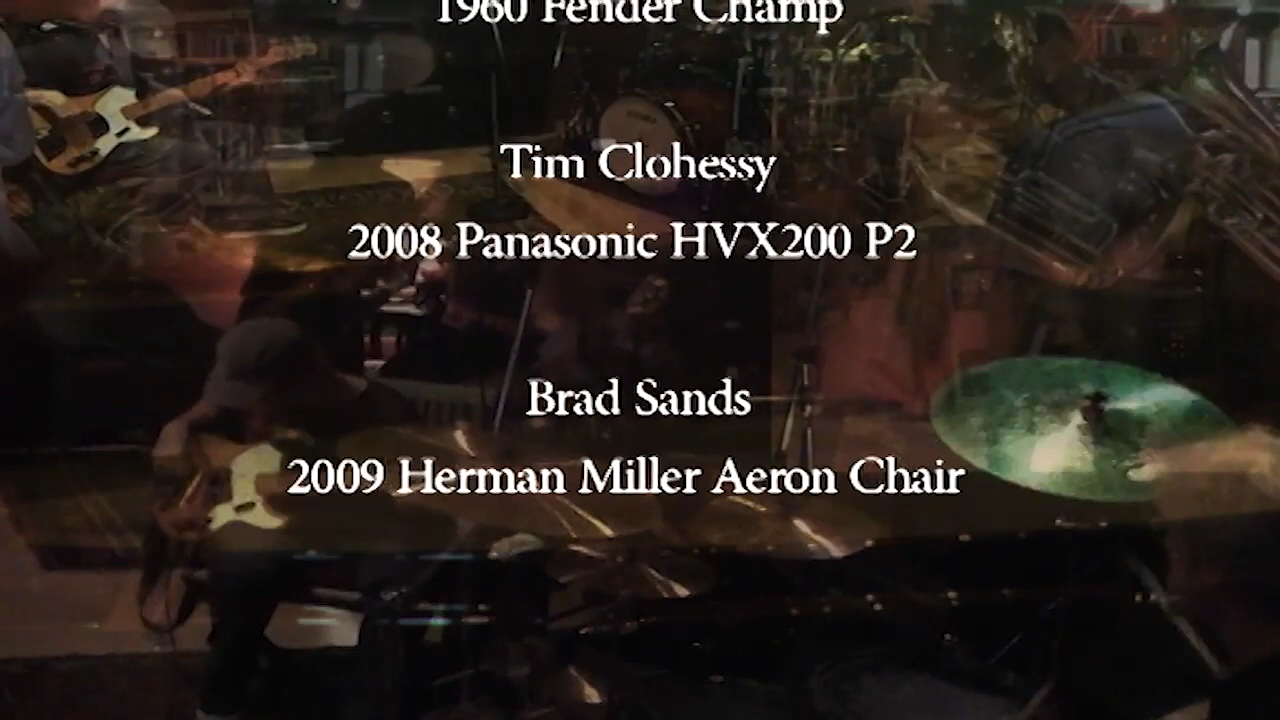 1960 Fender Champ
Tim Clohessy
2008 Panasonic HVX200 P2
Brad Sands
2009 Herman Miller Aeron Chair